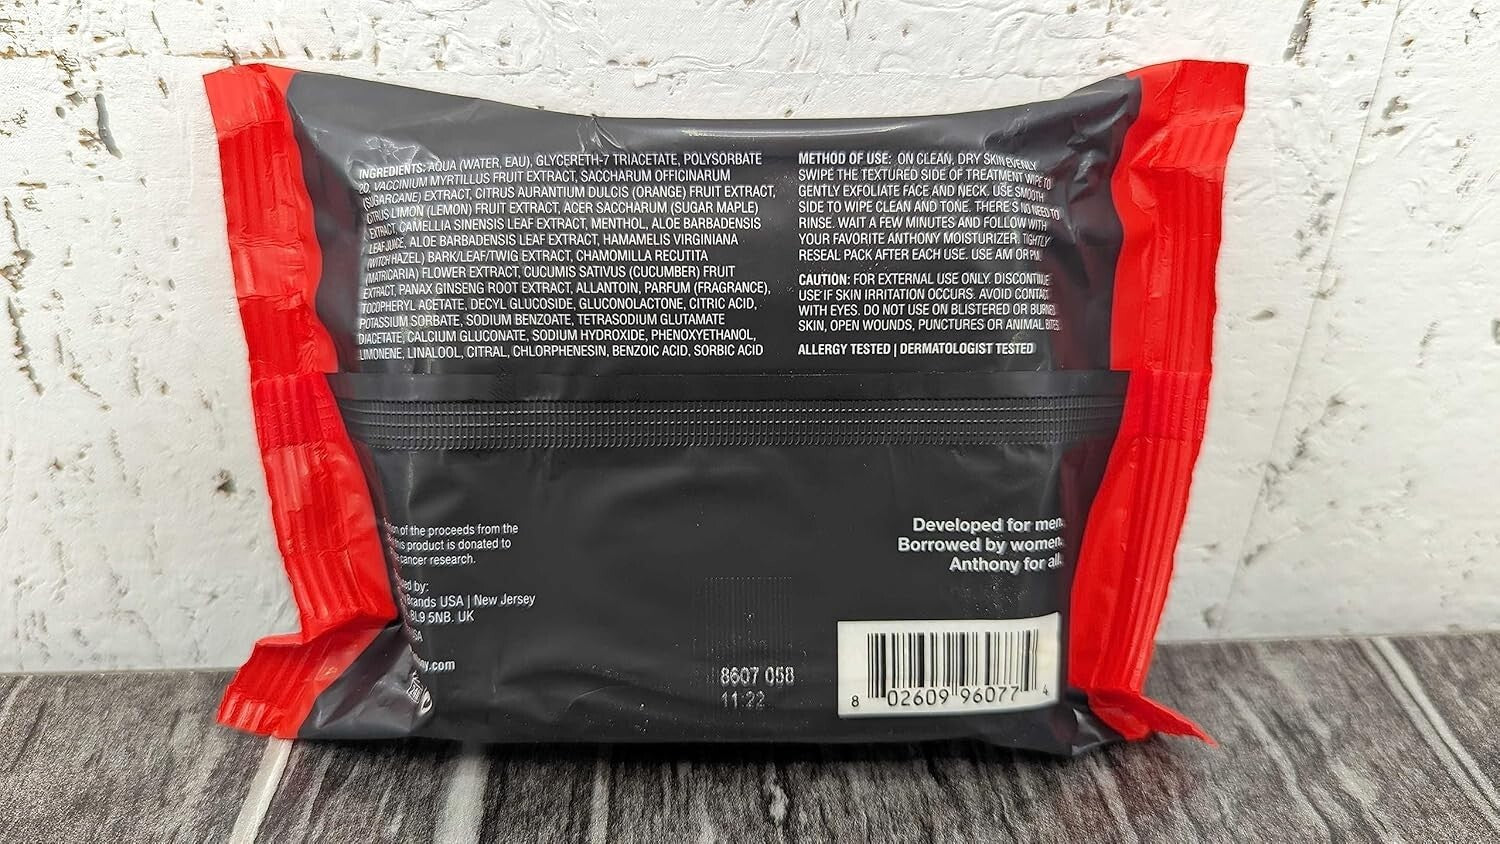 INGREDIENTS: AQUA (WATER, EAU), GLYCERETH-7 TRIACETATE, POLYSORBATE
20, VACCINIUM MYRTILLUS FRUIT EXTRACT, SACCHARUM OFFICINARUM
(SUGARCANE) EXTRACT, CITRUS AURANTIUM DULCIS (ORANGE) FRUIT EXTRACT,
CITRUS LIMON (LEMON) FRUIT EXTRACT, ACER SACCHARUM (SUGAR MAPLE)
EXTRACT, CAMELLIA SINENSIS LEAF EXTRACT, MENTHOL, ALOE BARBADENSIS
LEAF JUICE, ALOE BARBADENSIS LEAF EXTRACT, HAMAMELIS VIRGINIANA
(WITCH HAZEL) BARK/LEAF/TWIG EXTRACT, CHAMOMILLA RECUTITA
(MATRICARIA) FLOWER EXTRACT, CUCUMIS SATIVUS (CUCUMBER) FRUIT
EXTRACT, PANAX GINSENG ROOT EXTRACT, ALLANTOIN, PARFUM (FRAGRANCE),
TOCOPHERYL ACETATE, DECYL GLUCOSIDE, GLUCONOLACTONE, CITRIC ACID,
POTASSIUM SORBATE, SODIUM BENZOATE, TETRASODIUM GLUTAMATE
DIACETATE, CALCIUM GLUCONATE, SODIUM HYDROXIDE, PHENOXYETHANOL,
LIMONENE, LINALOOL, CITRAL, CHLORPHENESIN, BENZOIC ACID, SORBIC ACID
METHOD OF USE: ON CLEAN, DRY SKIN EVENLY
SWIPE THE TEXTURED SIDE OF TREATMENT WIPE TO
GENTLY EXFOLIATE FACE AND NECK. USE SMOOTH
SIDE TO WIPE CLEAN AND TONE. THERE'S NO NEED TO
RINSE. WAIT A FEW MINUTES AND FOLLOW WITH
YOUR FAVORITE ANTHONY MOISTURIZER. TIGHTLY
RESEAL PACK AFTER EACH USE. USE AM OR PM.
CAUTION: FOR EXTERNAL USE ONLY. DISCONTINUE
USE IF SKIN IRRITATION OCCURS. AVOID CONTACT
WITH EYES. DO NOT USE ON BLISTERED OR BURNED
SKIN, OPEN WOUNDS, PUNCTURES OR ANIMAL BITES
ALLERGY TESTED | DERMATOLOGIST TESTED
of the proceeds from the
this product is donated to
cancer research.
by:
Brands USA | New Jersey
BL9 5NB. UK
.com
Developed for men.
Borrowed by women.
Anthony for all.
8607 058
11:22
8 02609 96077 4